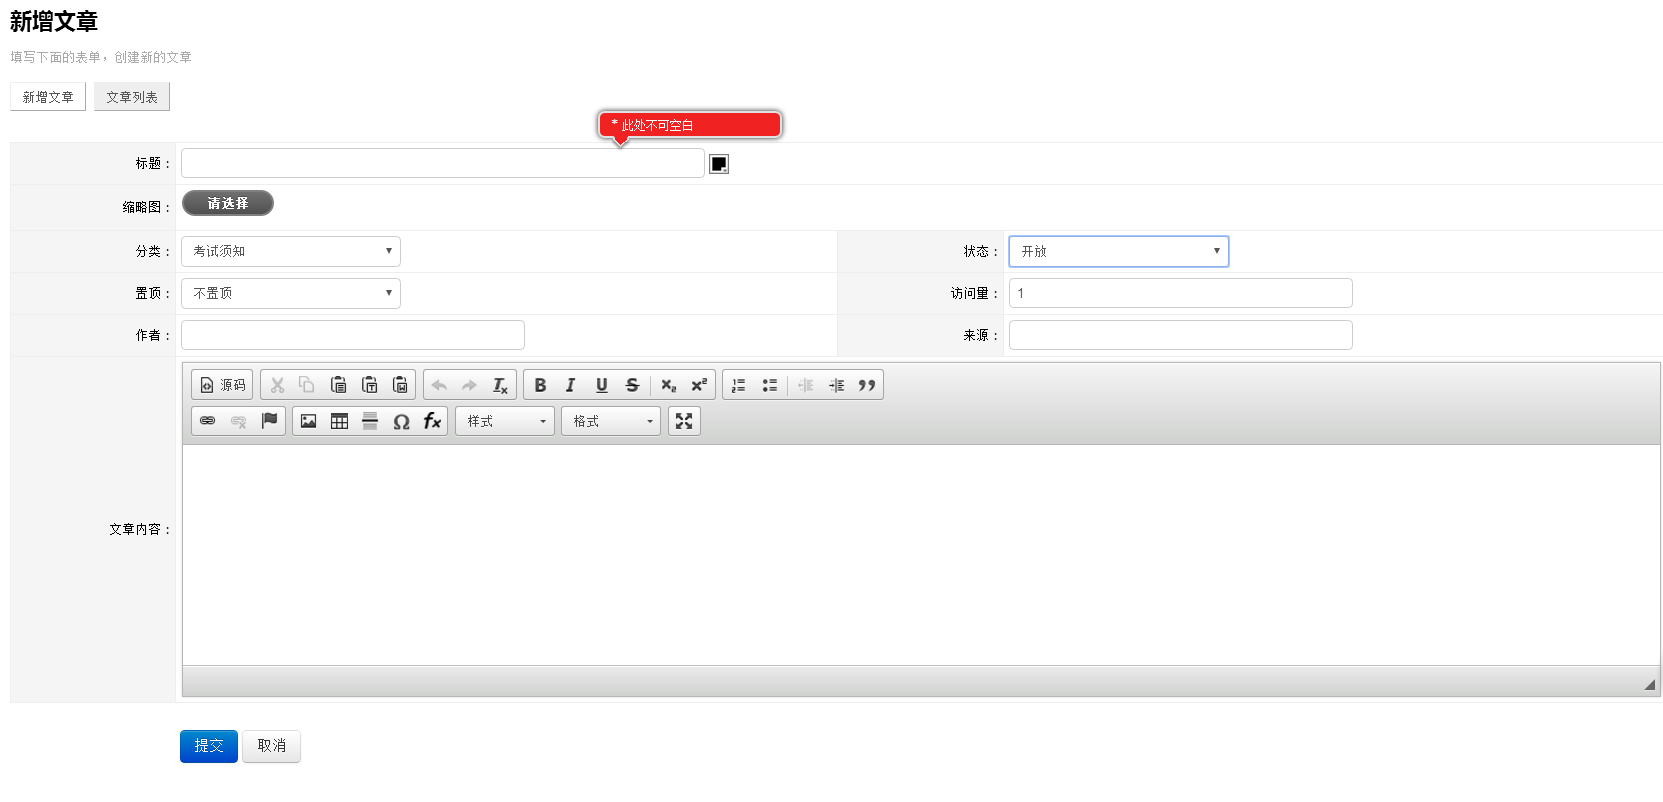 新增文章
填写下面的表单，创建新的文章
新增文章 文章列表
* 此处不可空白
标题：
缩略图： 请选择
分类： 考试须知 状态： 开放
置顶： 不置顶 访问量： 1
作者： 来源：
源码
样式 格式
文章内容：
提交 取消